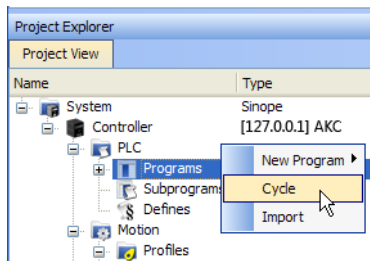 Project Explorer
Project View
Name Type
System Sinope
Controller [127.0.0.1] AKC
PLC
Programs New Program
Subprograms Cycle
Defines Import
Motion
Profiles